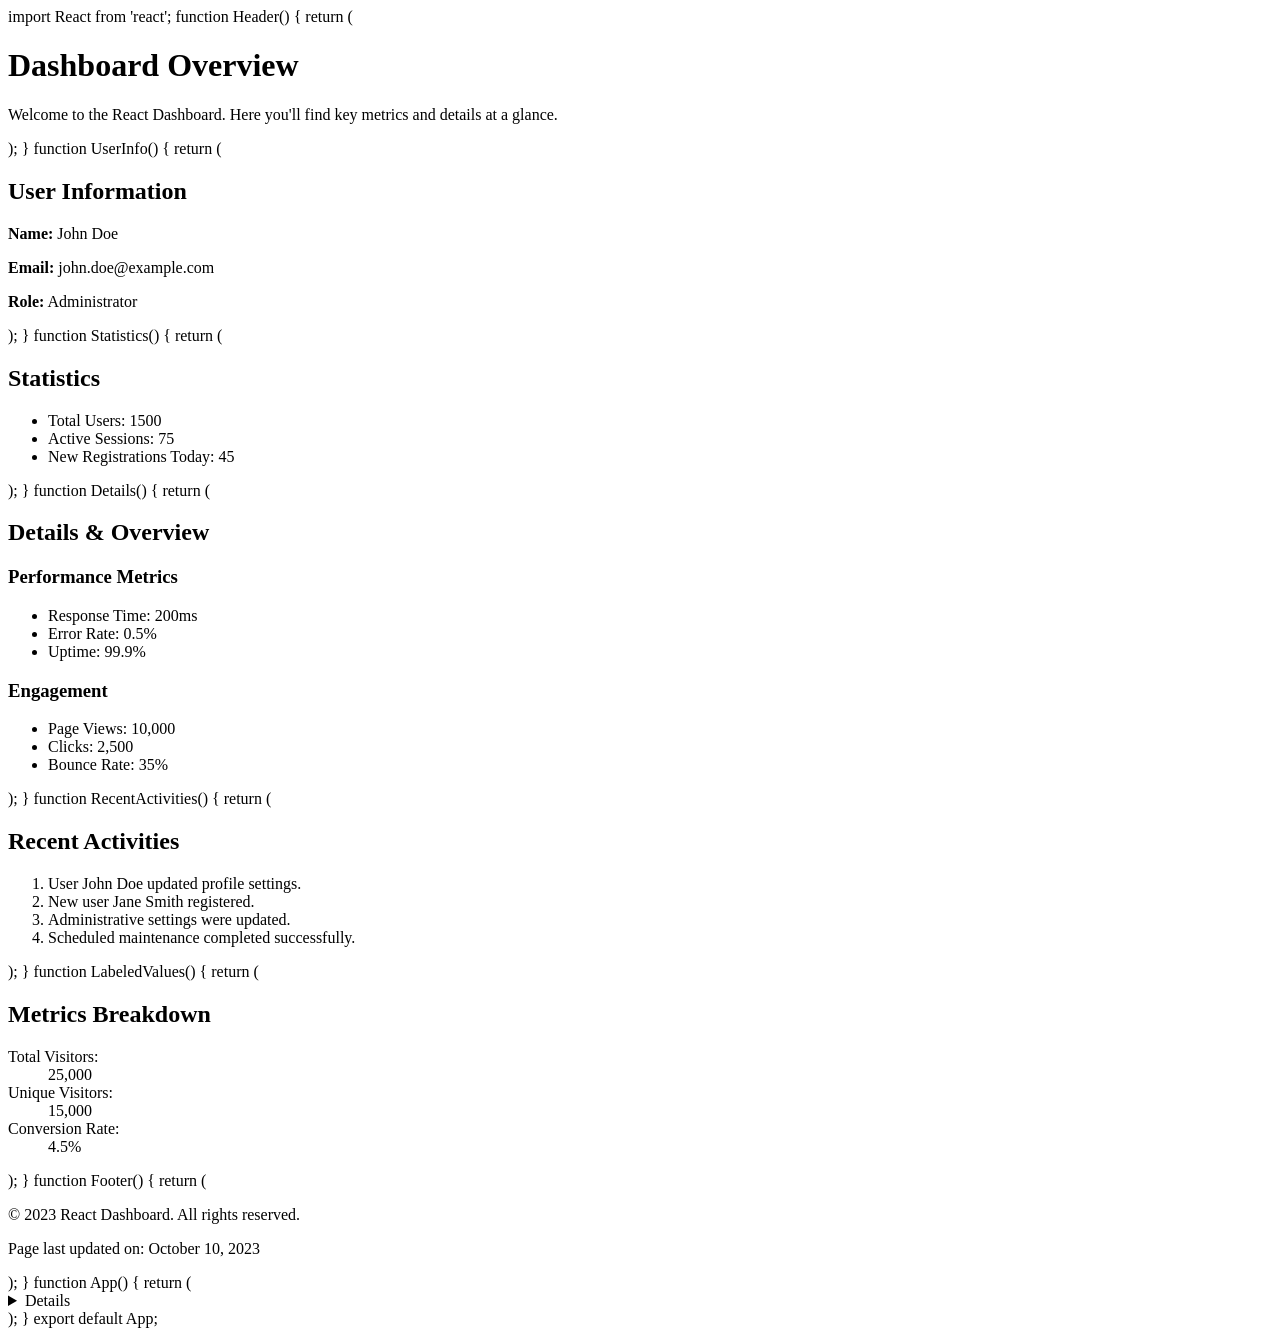 import React from 'react'; function Header() { return (
Dashboard Overview
Welcome to the React Dashboard. Here you'll find key metrics and details at a glance.
); } function UserInfo() { return (
User Information
Name: John Doe
Email: john.doe@example.com
Role: Administrator
); } function Statistics() { return (
Statistics
• Total Users: 1500
• Active Sessions: 75
• New Registrations Today: 45
); } function Details() { return (
Details & Overview
Performance Metrics
• Response Time: 200ms
• Error Rate: 0.5%
• Uptime: 99.9%
Engagement
• Page Views: 10,000
• Clicks: 2,500
• Bounce Rate: 35%
); } function RecentActivities() { return (
Recent Activities
1. User John Doe updated profile settings.
2. New user Jane Smith registered.
3. Administrative settings were updated.
4. Scheduled maintenance completed successfully.
); } function LabeledValues() { return (
Metrics Breakdown
Total Visitors:
25,000
Unique Visitors:
15,000
Conversion Rate:
4.5%
); } function Footer() { return (
© 2023 React Dashboard. All rights reserved.
Page last updated on: October 10, 2023
); } function App() { return (
▶ Details
); } export default App;